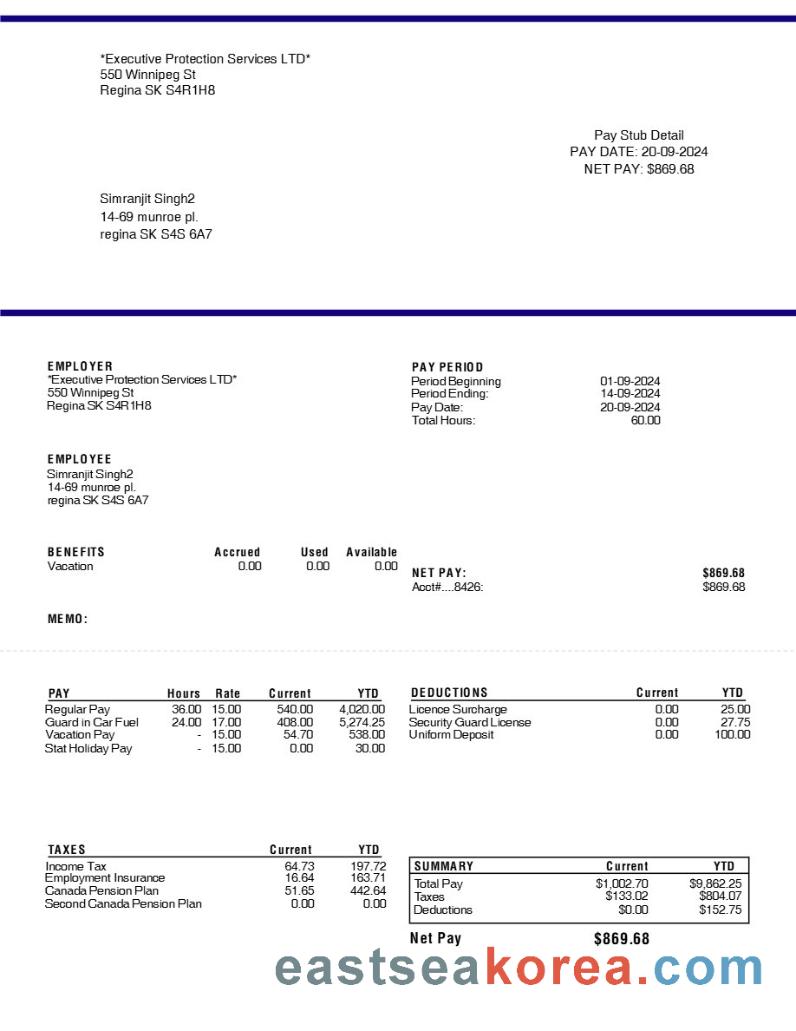 *Executive Protection Services LTD*
550 Winnipeg St
Regina SK S4R1H8
Pay Stub Detail
PAY DATE: 20-09-2024
NET PAY: $869.68
Simranjit Singh2
14-69 munroe pl.
regina SK S4S 6A7
EMPLOYER
*Executive Protection Services LTD*
550 Winnipeg St
Regina SK S4R1H8
PAY PERIOD
Period Beginning 01-09-2024
Period Ending: 14-09-2024
Pay Date: 20-09-2024
Total Hours: 60.00
EMPLOYEE
Simranjit Singh2
14-69 munroe pl.
regina SK S4S 6A7
BENEFITS Accrued Used Available
Vacation 0.00 0.00 0.00
NET PAY: $869.68
Acct#....8426: $869.68
MEMO:
PAY Hours Rate Current YTD
Regular Pay 36.00 15.00 540.00 4,020.00
Guard in Car Fuel 24.00 17.00 408.00 5,274.25
Vacation Pay - 15.00 54.70 538.00
Stat Holiday Pay - 15.00 0.00 30.00
DEDUCTIONS Current YTD
Licence Surcharge 0.00 25.00
Security Guard License 0.00 27.75
Uniform Deposit 0.00 100.00
TAXES Current YTD
Income Tax 64.73 197.72
Employment Insurance 16.64 163.71
Canada Pension Plan 51.65 442.64
Second Canada Pension Plan 0.00 0.00
SUMMARY Current YTD
Total Pay $1,002.70 $9,862.25
Taxes $133.02 $804.07
Deductions $0.00 $152.75
Net Pay $869.68
eastseakorea.com